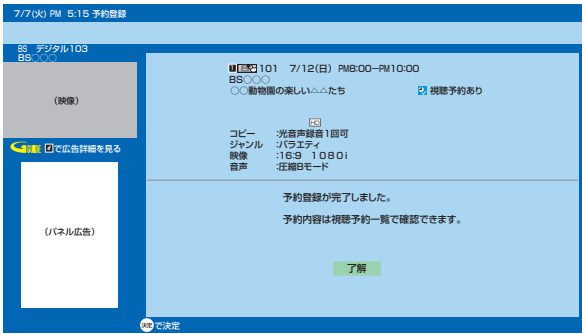 7/7(火) PM 5:15 予約登録
BS デジタル103
BS○○○
(映像)
で広告詳細を見る
(パネル広告)
101 7/12(日) PM8:00−PM10:00
BS○○○
○○動物園の楽しい△△たち
視聴予約あり
HD
コピー :光音声録音1回可
ジャンル :バラエティ
映像 :16:9 1080i
音声 :圧縮Bモード
予約登録が完了しました。
予約内容は視聴予約一覧で確認できます。
了解
決定で決定